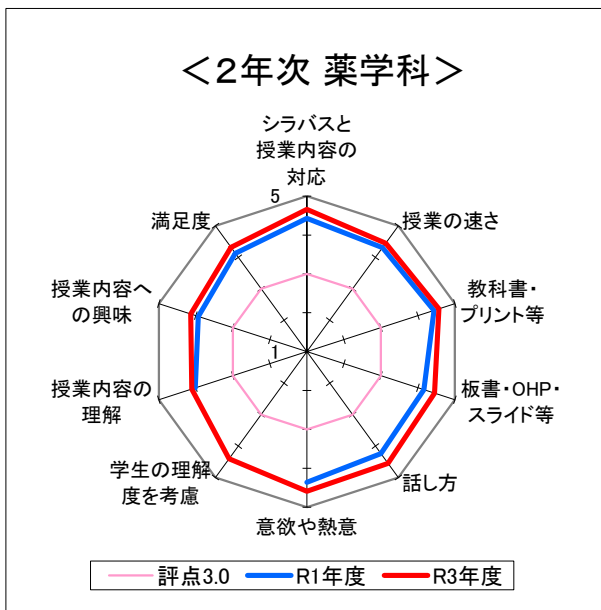 ＜2年次 薬学科＞
シラバスと
授業内容の
対応
5
満足度
授業の速さ
授業内容へ
の興味
教科書・
プリント等
1
授業内容の
理解
板書・OHP・
スライド等
学生の理解
度を考慮
話し方
意欲や熱意
評点3.0
R1年度
R3年度